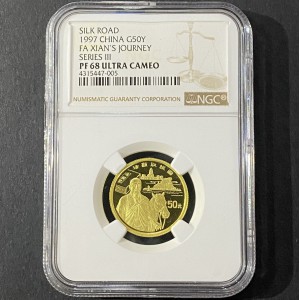 SILK ROAD
1997 CHINA G50Y
FA XIAN'S JOURNEY
SERIES III
PF 68 ULTRA CAMEO
4315447-005
NUMISMATIC GUARANTY CORPORATION
NGC
50元